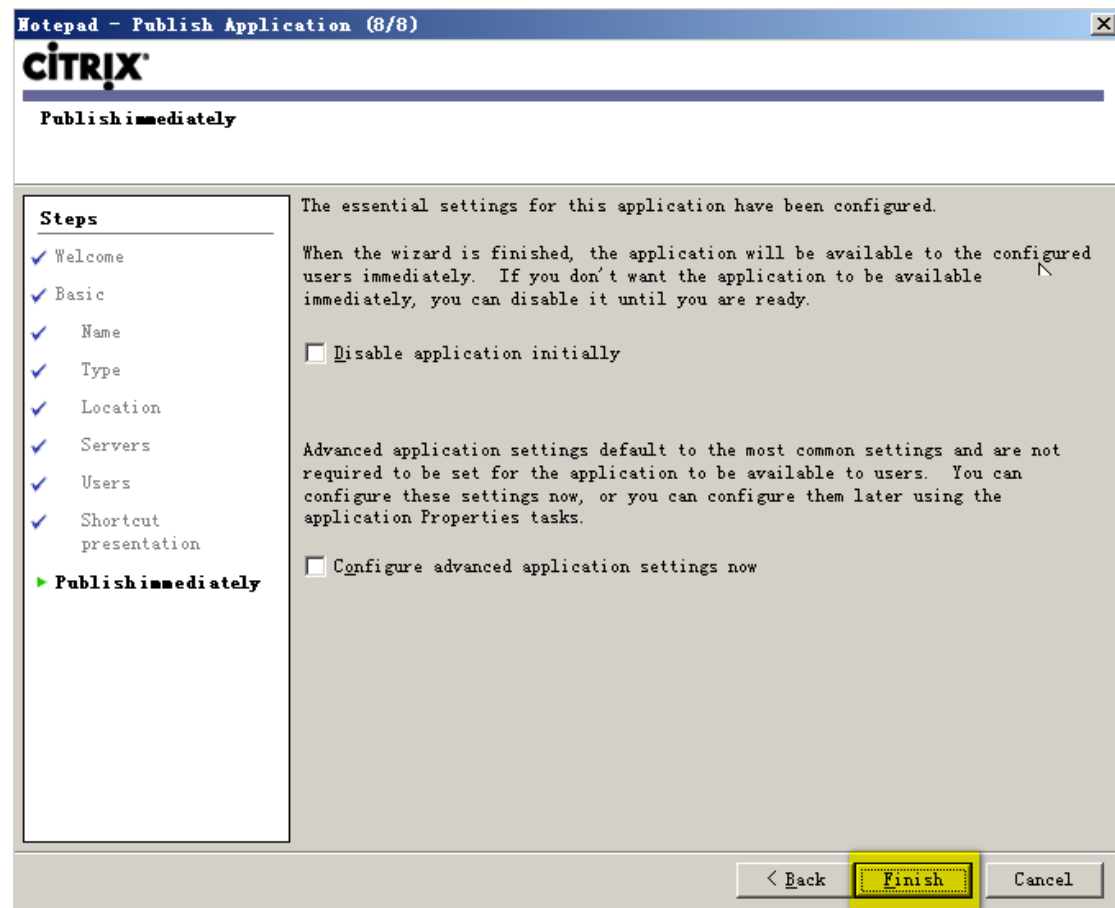 Notepad - Publish Application (8/8)
CİTRIX
Publish immediately
Steps
Welcome
Basic
Name
Type
Location
Servers
Users
Shortcut
presentation
Publish immediately
The essential settings for this application have been configured.
When the wizard is finished, the application will be available to the configured
users immediately. If you don't want the application to be available
immediately, you can disable it until you are ready.
Disable application initially
Advanced application settings default to the most common settings and are not
required to be set for the application to be available to users. You can
configure these settings now, or you can configure them later using the
application Properties tasks.
Configure advanced application settings now
< Back
Finish
Cancel